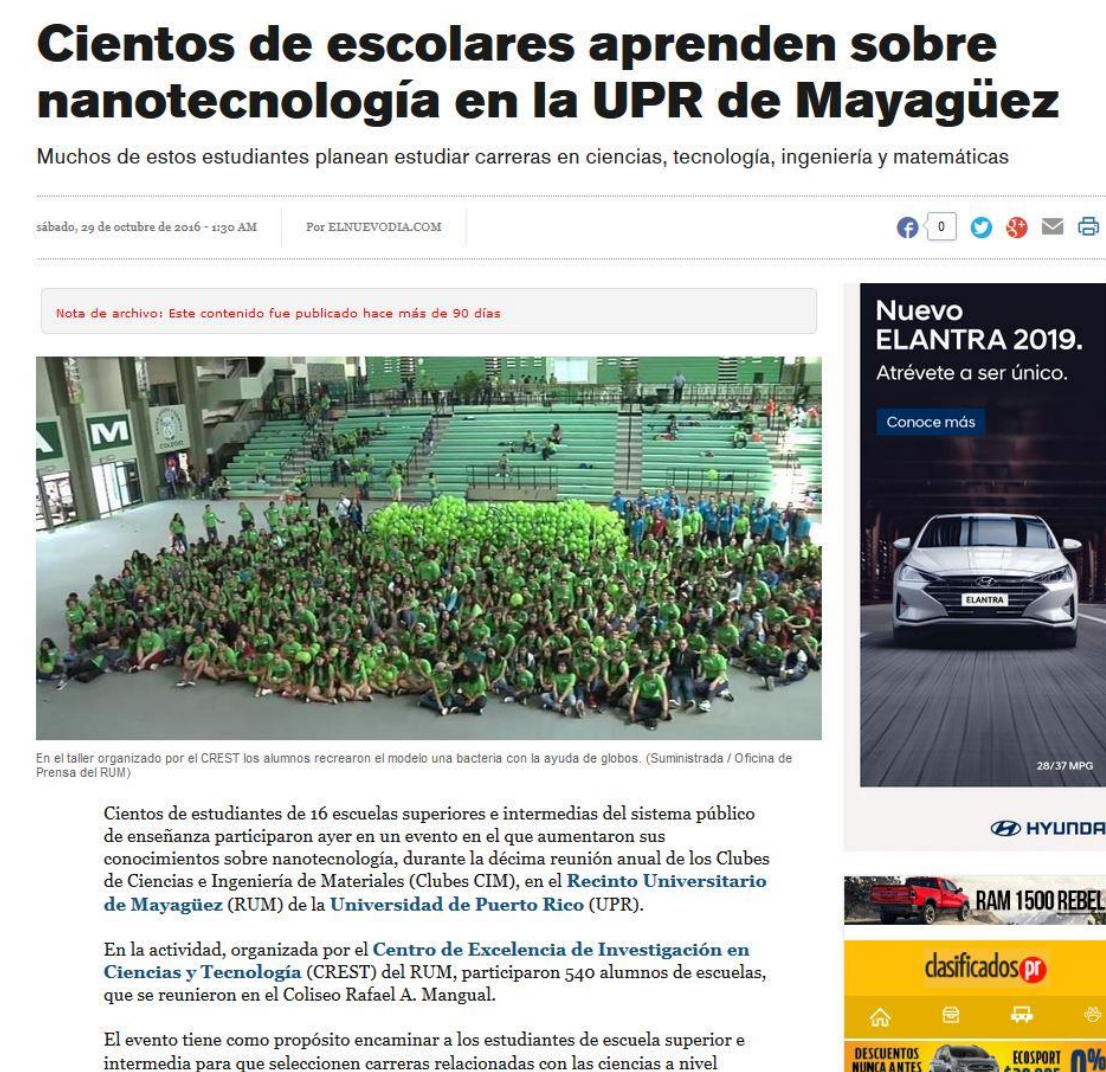 Cientos de escolares aprenden sobre
nanotecnología en la UPR de Mayagüez
Muchos de estos estudiantes planean estudiar carreras en ciencias, tecnología, ingeniería y matemáticas
sábado, 29 de octubre de 2016 - 1:30 AM
Por ELNUEVODIA.COM
0
Nota de archivo: Este contenido fue publicado hace más de 90 días
A M
COLEGIO
En el taller organizado por el CREST los alumnos recrearon el modelo una bacteria con la ayuda de globos. (Suministrada / Oficina de
Prensa del RUM)
Cientos de estudiantes de 16 escuelas superiores e intermedias del sistema público
de enseñanza participaron ayer en un evento en el que aumentaron sus
conocimientos sobre nanotecnología, durante la décima reunión anual de los Clubes
de Ciencias e Ingeniería de Materiales (Clubes CIM), en el Recinto Universitario
de Mayagüez (RUM) de la Universidad de Puerto Rico (UPR).
En la actividad, organizada por el Centro de Excelencia de Investigación en
Ciencias y Tecnología (CREST) del RUM, participaron 540 alumnos de escuelas,
que se reunieron en el Coliseo Rafael A. Mangual.
El evento tiene como propósito encaminar a los estudiantes de escuela superior e
intermedia para que seleccionen carreras relacionadas con las ciencias a nivel
Nuevo
ELANTRA 2019.
Atrévete a ser único.
Conoce más
ELANTRA
28/37 MPG
HYUNDA
RAM 1500 REBEL
clasificados pr
DESCUENTOS
NUNCA ANTES
ECOSPORT
0%